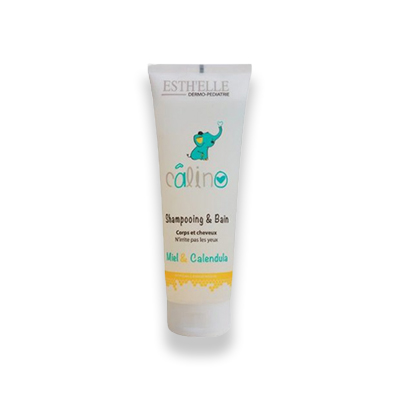 ESTH'ELLE
DERMO-PEDIATRIE
câlino
Shampooing & Bain
Corps et cheveux
N'irrite pas les yeux
Miel & Calendula